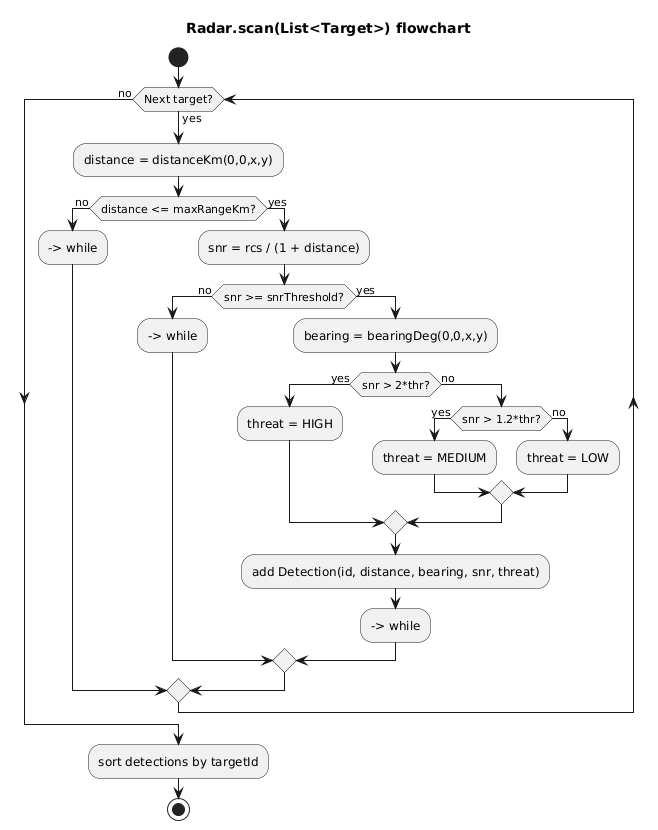 Radar.scan(List<Target>) flowchart
no
Next target?
yes
distance = distanceKm(0,0,x,y)
no
distance <= maxRangeKm?
yes
-> while
snr = rcs / (1 + distance)
no
snr >= snrThreshold?
yes
-> while
bearing = bearingDeg(0,0,x,y)
yes
snr > 2*thr?
no
threat = HIGH
yes
snr > 1.2*thr?
no
threat = MEDIUM
threat = LOW
add Detection(id, distance, bearing, snr, threat)
-> while
sort detections by targetId